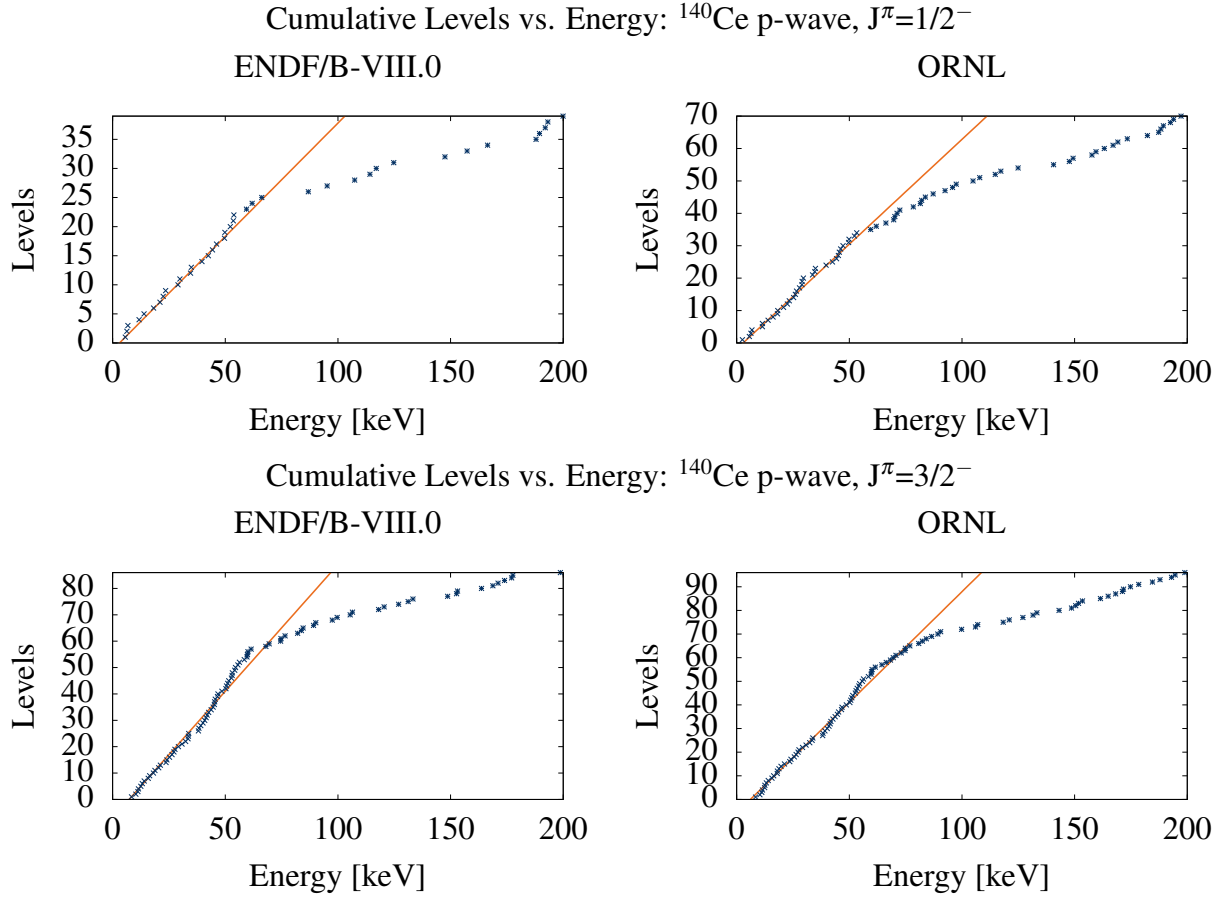 Cumulative Levels vs. Energy: ¹⁴⁰Ce p-wave, Jᵖ=1/2⁻
ENDF/B-VIII.0
ORNL
35
30
25
20
15
10
5
0
Levels
0 50 100 150 200
Energy [keV]
70
60
50
40
30
20
10
0
Levels
0 50 100 150 200
Energy [keV]
Cumulative Levels vs. Energy: ¹⁴⁰Ce p-wave, J^π=3/2⁻
ENDF/B-VIII.0
ORNL
80
70
60
50
40
30
20
10
0
Levels
0 50 100 150 200
Energy [keV]
90
80
70
60
50
40
30
20
10
0
Levels
0 50 100 150 200
Energy [keV]